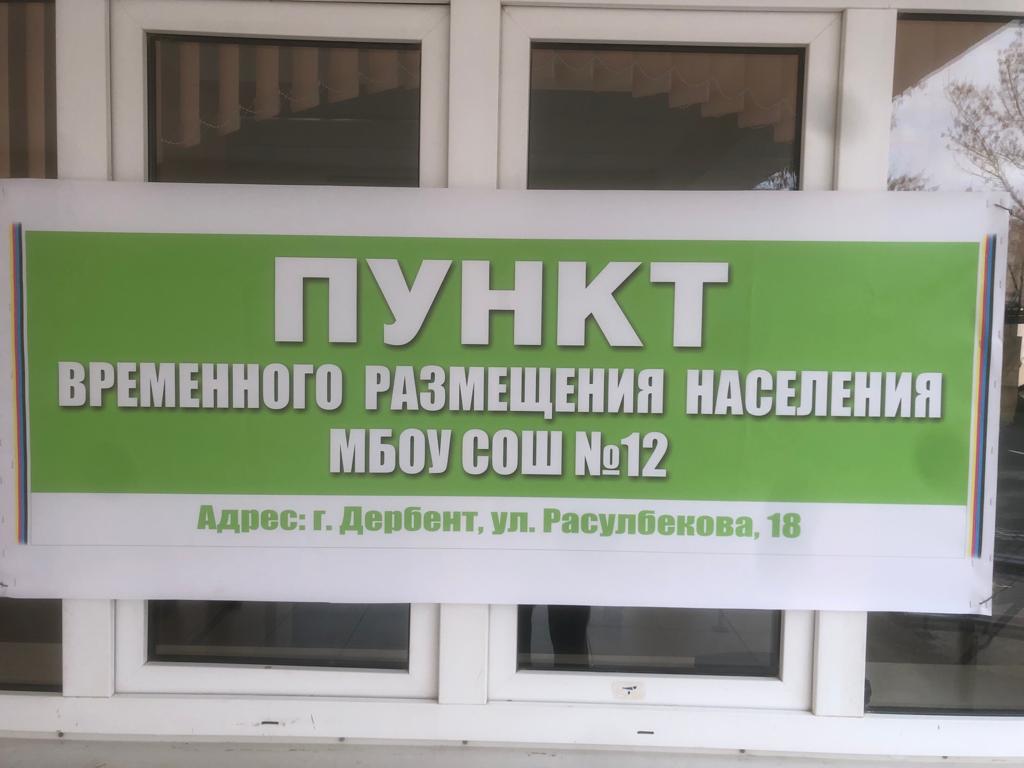 ПУНКТ
ВРЕМЕННОГО РАЗМЕЩЕНИЯ НАСЕЛЕНИЯ
МБОУ СОШ №12
Адрес: г. Дербент, ул. Расулбекова, 18